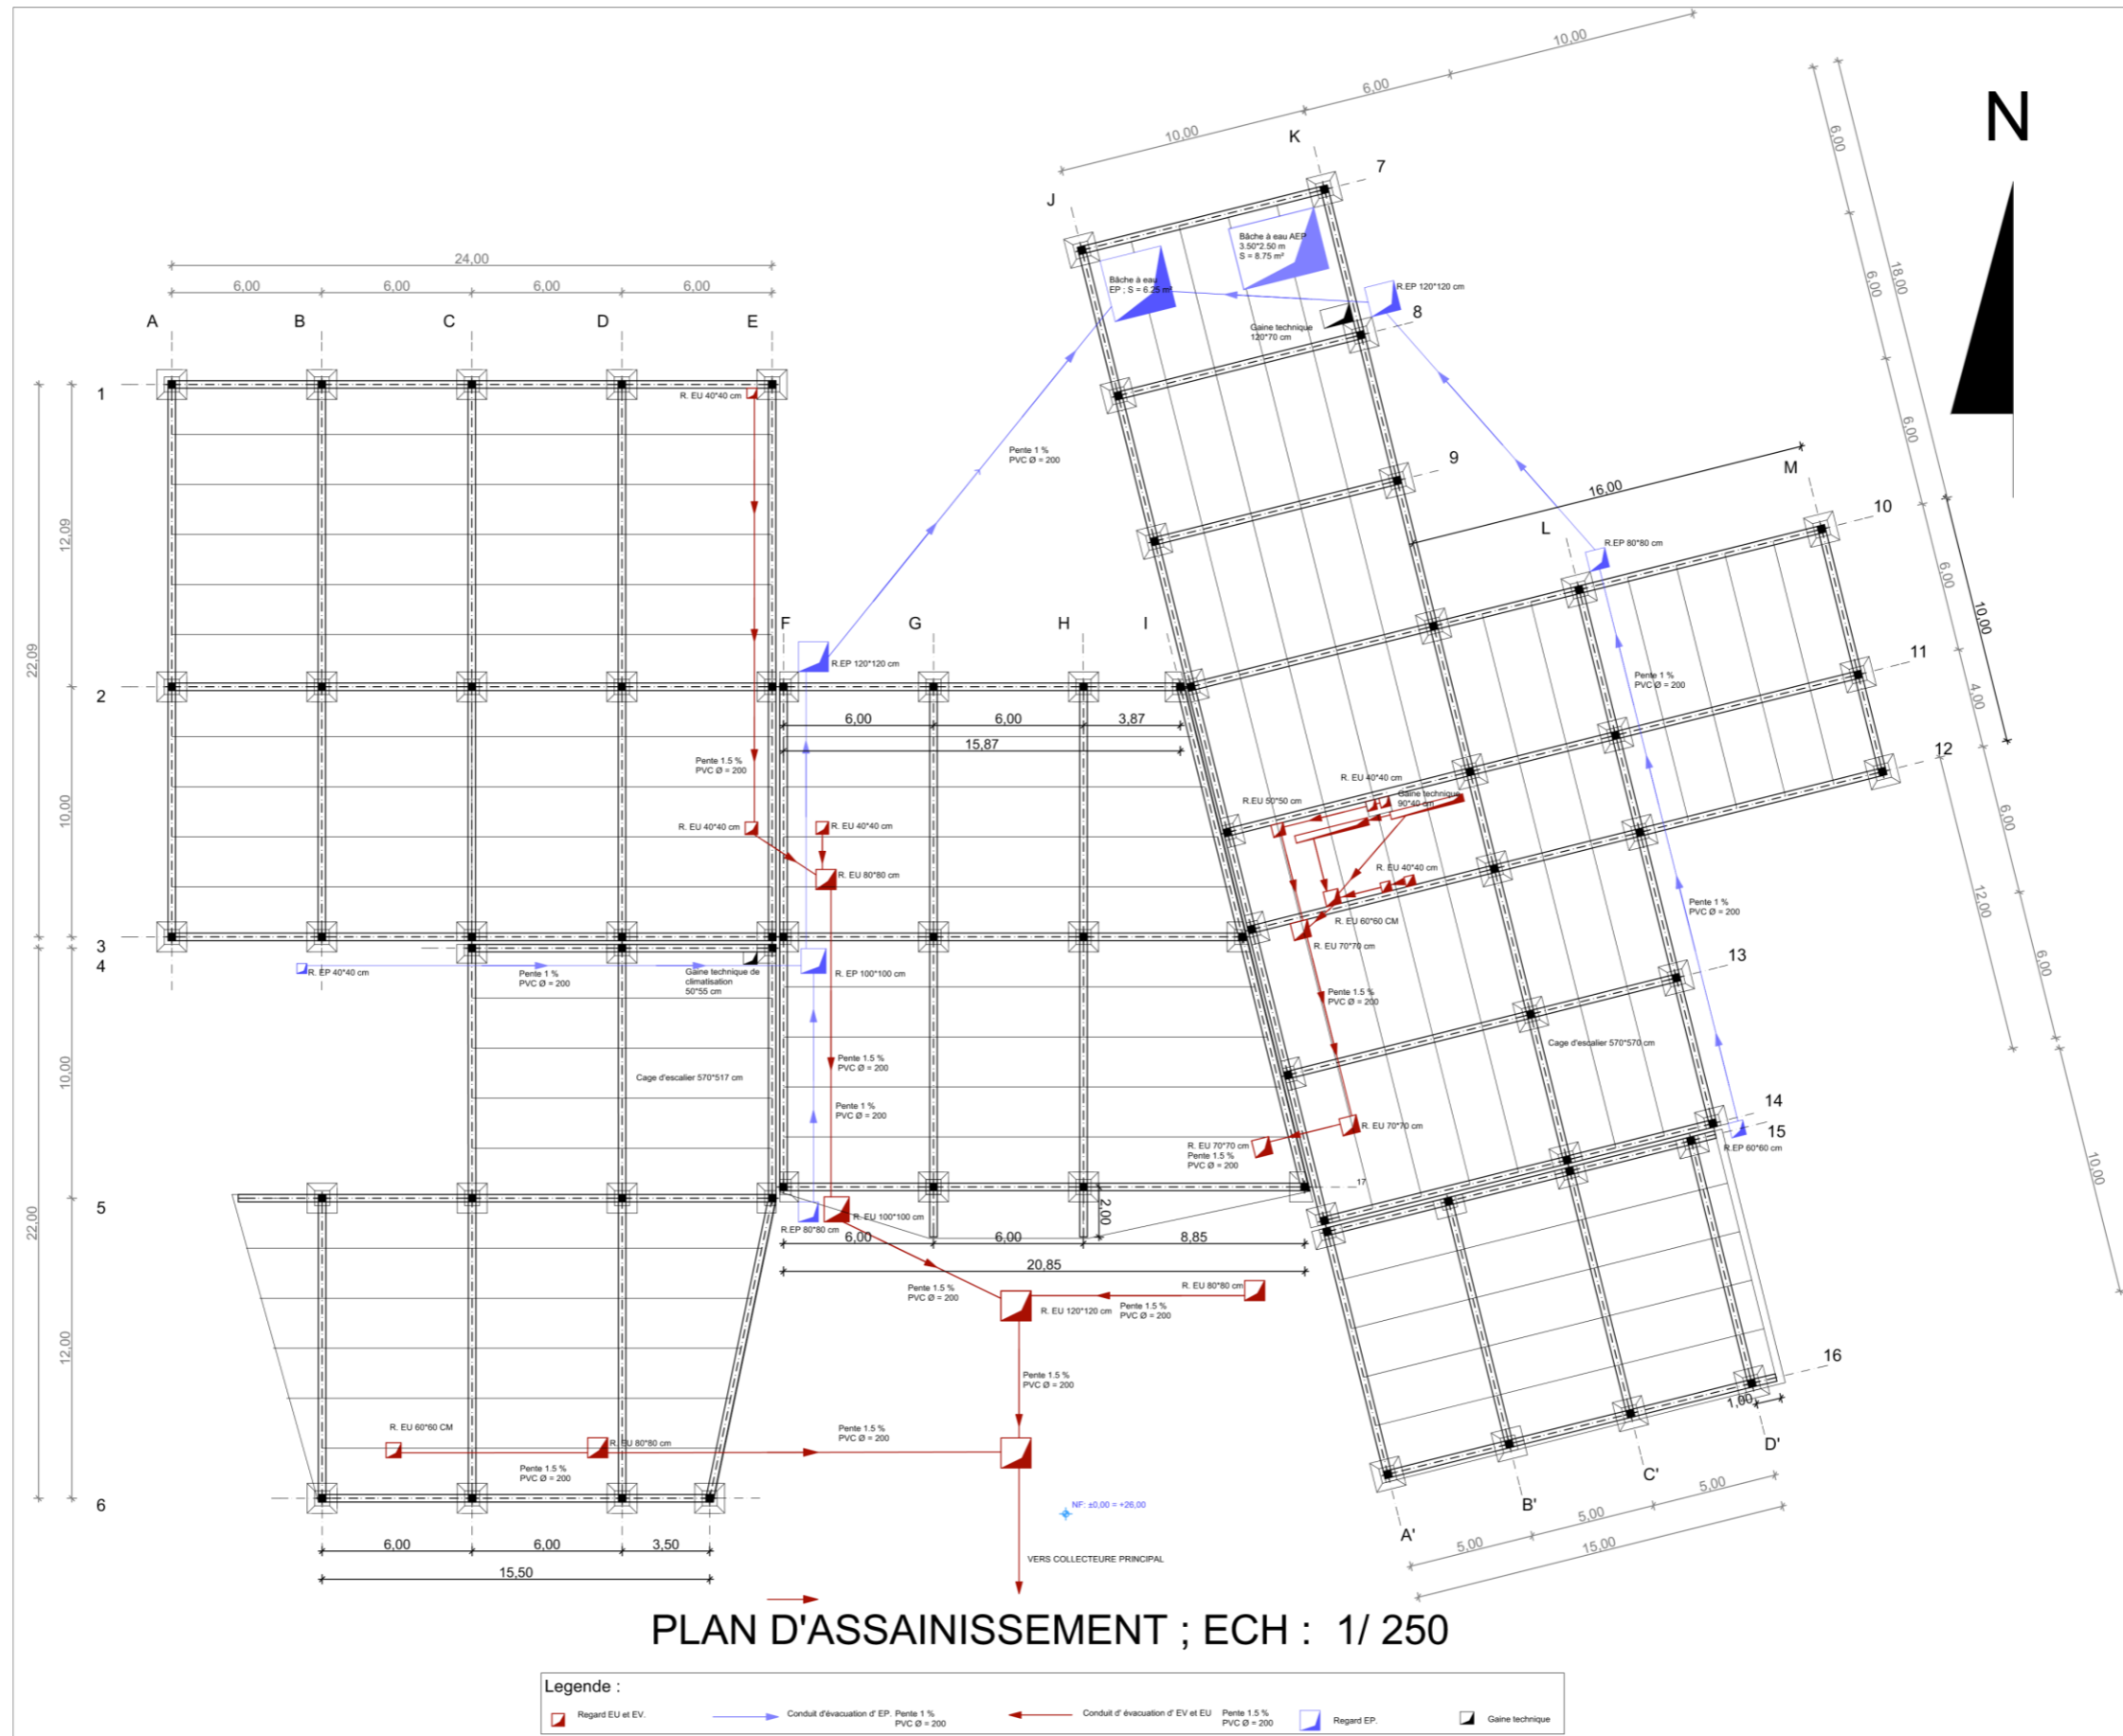 N
10,00
6,00
10,00
K
J
7
8
9
6,00
18,00
6,00
6,00
6,00
10,00
4,00
6,00
12,00
6,00
10,00
24,00
6,00
6,00
6,00
6,00
A
B
C
D
E
1
2
3
4
5
6
12,09
22,09
10,00
10,00
22,00
12,00
Bâche à eau AEP
3.50*2.50 m
S = 8.75 m²
Bâche à eau
EP ; S = 6.25 m²
R.EP 120*120 cm
Gaine technique
120*70 cm
R. EU 40*40 cm
Pente 1 %
PVC Ø = 200
16,00
M
L
10
11
12
R.EP 80*80 cm
F
G
H
I
R.EP 120*120 cm
6,00
6,00
3,87
15,87
Pente 1.5 %
PVC Ø = 200
Pente 1 %
PVC Ø = 200
R. EU 40*40 cm
R. EU 40*40 cm
R. EU 80*80 cm
R. EU 40*40 cm
R.EU 50*50 cm
Gaine technique
90*40 cm
R. EU 40*40 cm
R. EU 60*60 CM
R. EU 70*70 cm
Pente 1 %
PVC Ø = 200
R. EP 40*40 cm
Pente 1 %
PVC Ø = 200
Gaine technique de
climatisation
50*55 cm
R. EP 100*100 cm
Pente 1.5 %
PVC Ø = 200
13
Cage d'escalier 570*570 cm
Cage d'escalier 570*517 cm
Pente 1.5 %
PVC Ø = 200
Pente 1 %
PVC Ø = 200
R. EU 70*70 cm
R. EU 70*70 cm
Pente 1.5 %
PVC Ø = 200
14
15
R.EP 60*60 cm
17
2,00
R.EP 80*80 cm
R. EU 100*100 cm
6,00
6,00
8,85
20,85
Pente 1.5 %
PVC Ø = 200
R. EU 80*80 cm
R. EU 120*120 cm
Pente 1.5 %
PVC Ø = 200
Pente 1.5 %
PVC Ø = 200
16
1,00
D'
C'
B'
A'
5,00
5,00
5,00
15,00
R. EU 60*60 CM
R. EU 80*80 cm
Pente 1.5 %
PVC Ø = 200
Pente 1.5 %
PVC Ø = 200
NF: ±0,00 = +26,00
6,00
6,00
3,50
15,50
VERS COLLECTEURE PRINCIPAL
PLAN D'ASSAINISSEMENT ; ECH : 1/ 250
Legende :
Regard EU et EV.
Conduit d'évacuation d' EP. Pente 1 %
PVC Ø = 200
Conduit d' évacuation d' EV et EU Pente 1.5 %
PVC Ø = 200
Regard EP.
Gaine technique